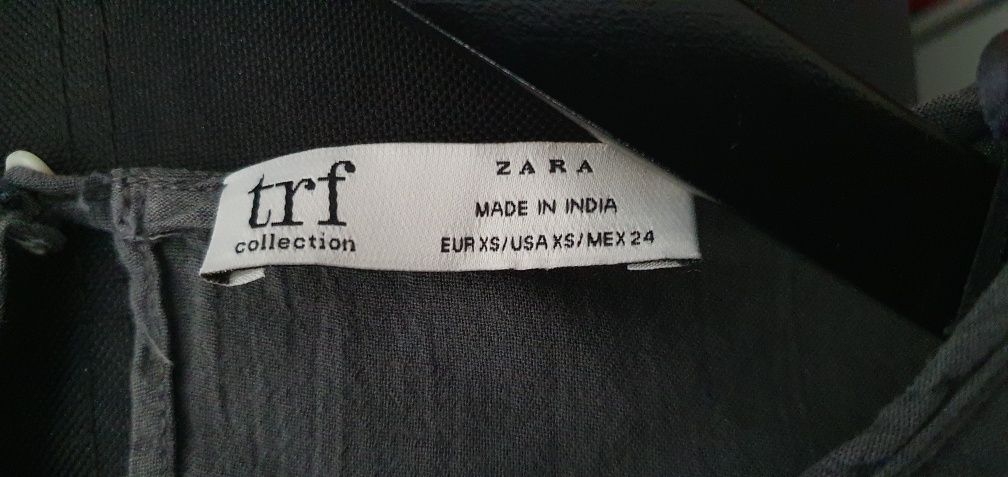 trf
collection
ZARA
MADE IN INDIA
EUR XS/USA XS/MEX 24